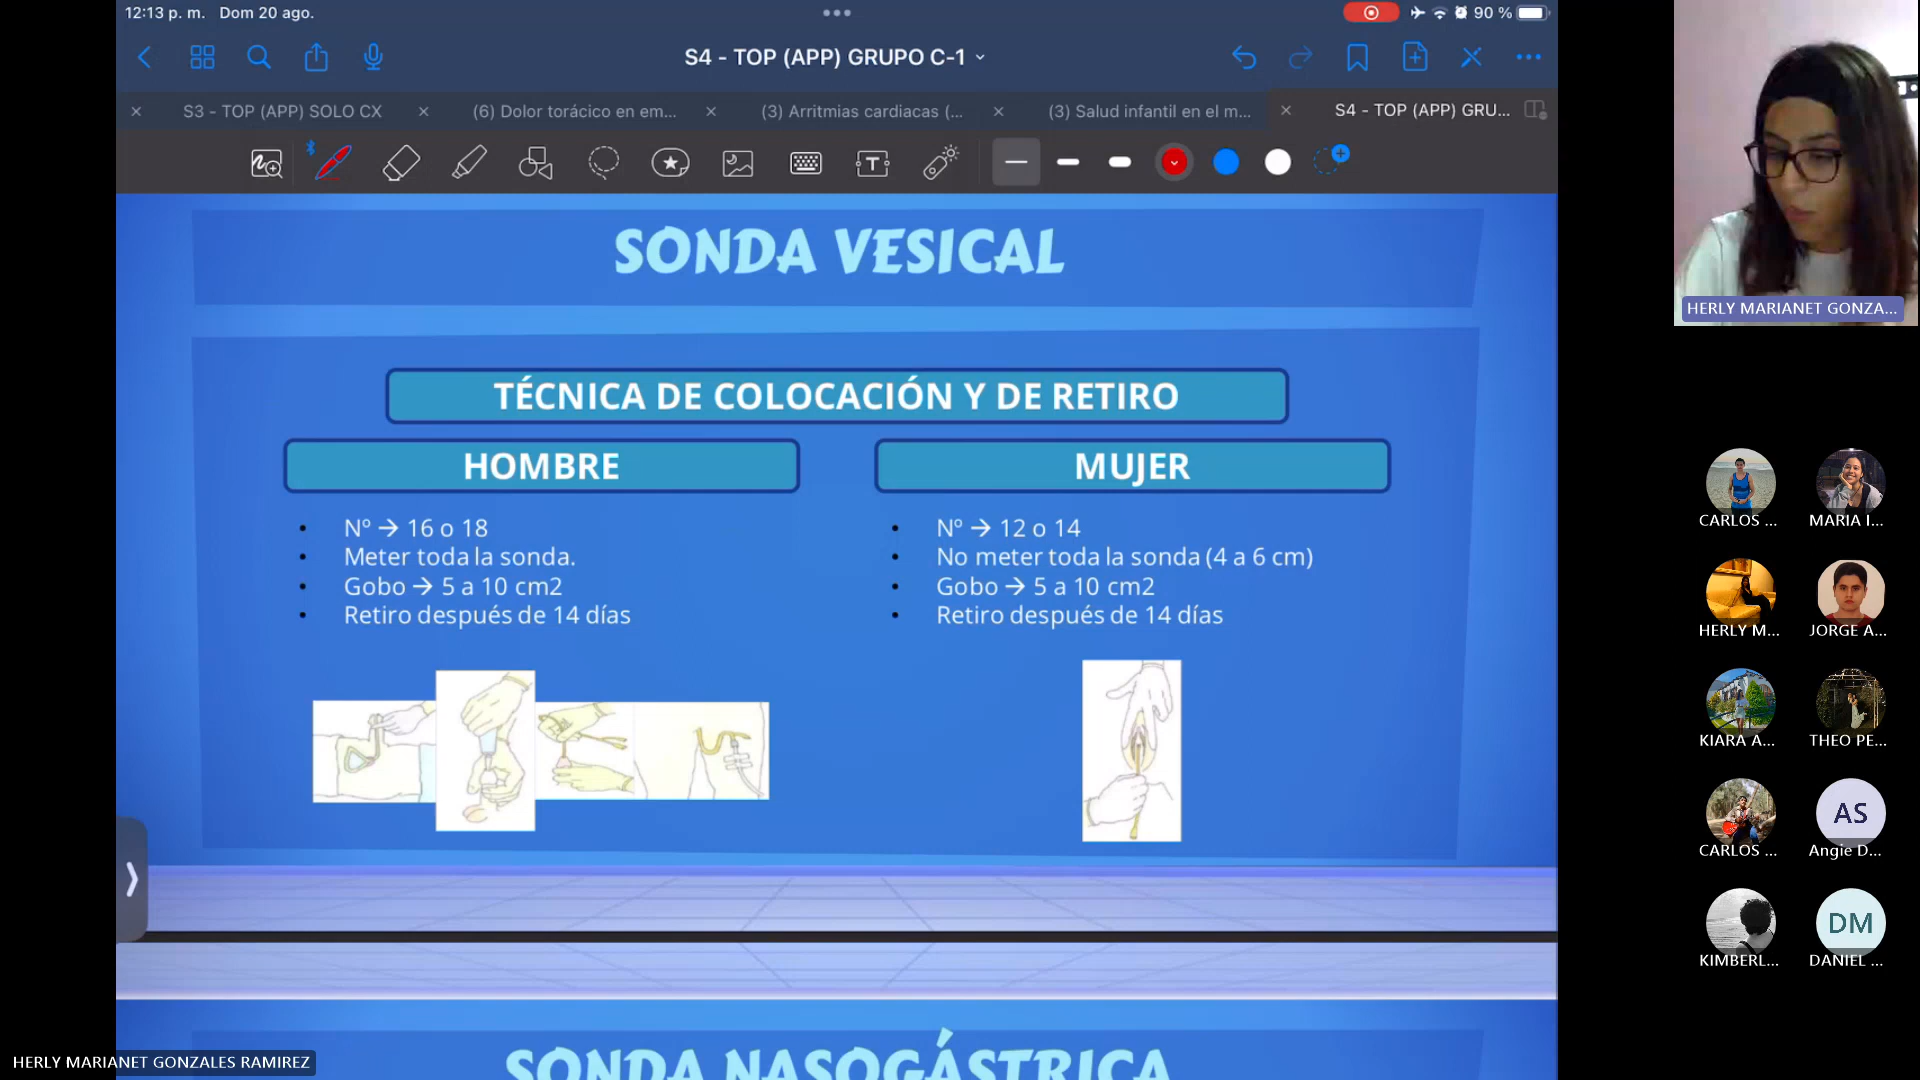 12:13 p. m. Dom 20 ago.
90 %
S4 - TOP (APP) GRUPO C-1
S3 - TOP (APP) SOLO CX
(6) Dolor torácico en em...
(3) Arritmias cardiacas (...
(3) Salud infantil en el m...
S4 - TOP (APP) GRU...
SONDA VESICAL
TÉCNICA DE COLOCACIÓN Y DE RETIRO
HOMBRE
• Nº → 16 o 18
• Meter toda la sonda.
• Gobo → 5 a 10 cm2
• Retiro después de 14 días
MUJER
• Nº → 12 o 14
• No meter toda la sonda (4 a 6 cm)
• Gobo → 5 a 10 cm2
• Retiro después de 14 días
SONDA NASOGÁSTRICA
HERLY MARIANET GONZALES RAMIREZ
HERLY MARIANET GONZA...
CARLOS ...
MARIA I...
HERLY M...
JORGE A...
KIARA A...
THEO PE...
CARLOS ...
AS
Angie D...
KIMBERL...
DM
DANIEL ...